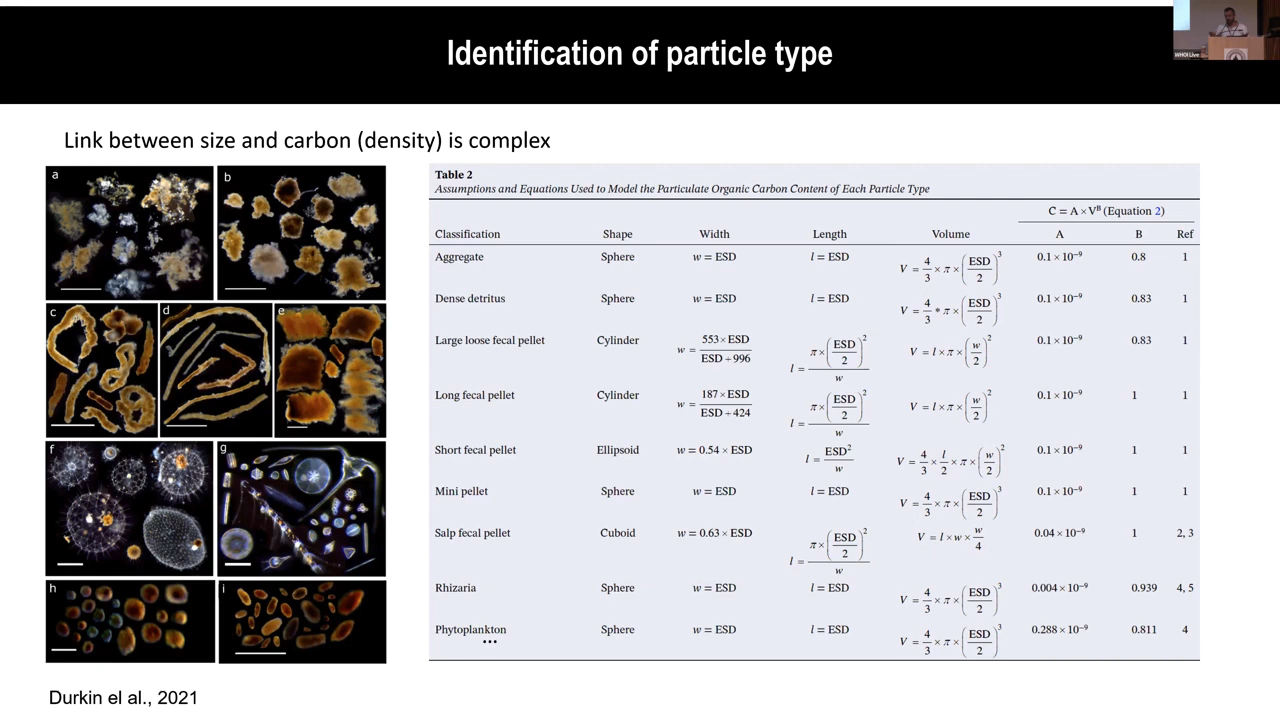 WHOI Live
Identification of particle type
Link between size and carbon (density) is complex
a
b
c
d
e
f
g
h
i
Table 2
Assumptions and Equations Used to Model the Particulate Organic Carbon Content of Each Particle Type
C = A × V^B (Equation 2)
Classification Shape Width Length Volume A B Ref
Aggregate Sphere w = ESD l = ESD V = 4/3 × π × (ESD/2)^3 0.1 × 10^−9 0.8 1
Dense detritus Sphere w = ESD l = ESD V = 4/3 * π × (ESD/2)^3 0.1 × 10^−9 0.83 1
Large loose fecal pellet Cylinder w = 553 × ESD / ESD + 996 l = π × (ESD/2)^2 / w V = l × π × (w/2)^2 0.1 × 10^−9 0.83 1
Long fecal pellet Cylinder w = 187 × ESD / ESD + 424 l = π × (ESD/2)^2 / w V = l × π × (w/2)^2 0.1 × 10^−9 1 1
Short fecal pellet Ellipsoid w = 0.54 × ESD l = ESD^2 / w V = 4/3 × l/2 × π × (w/2)^2 0.1 × 10^−9 1 1
Mini pellet Sphere w = ESD l = ESD V = 4/3 × π × (ESD/2)^3 0.1 × 10^−9 1 1
Salp fecal pellet Cuboid w = 0.63 × ESD l = π × (ESD/2)^2 / w V = l × w × w/4 0.04 × 10^−9 1 2, 3
Rhizaria Sphere w = ESD l = ESD V = 4/3 × π × (ESD/2)^3 0.004 × 10^−9 0.939 4, 5
Phytoplankton Sphere w = ESD l = ESD V = 4/3 × π × (ESD/2)^3 0.288 × 10^−9 0.811 4
...
Durkin el al., 2021